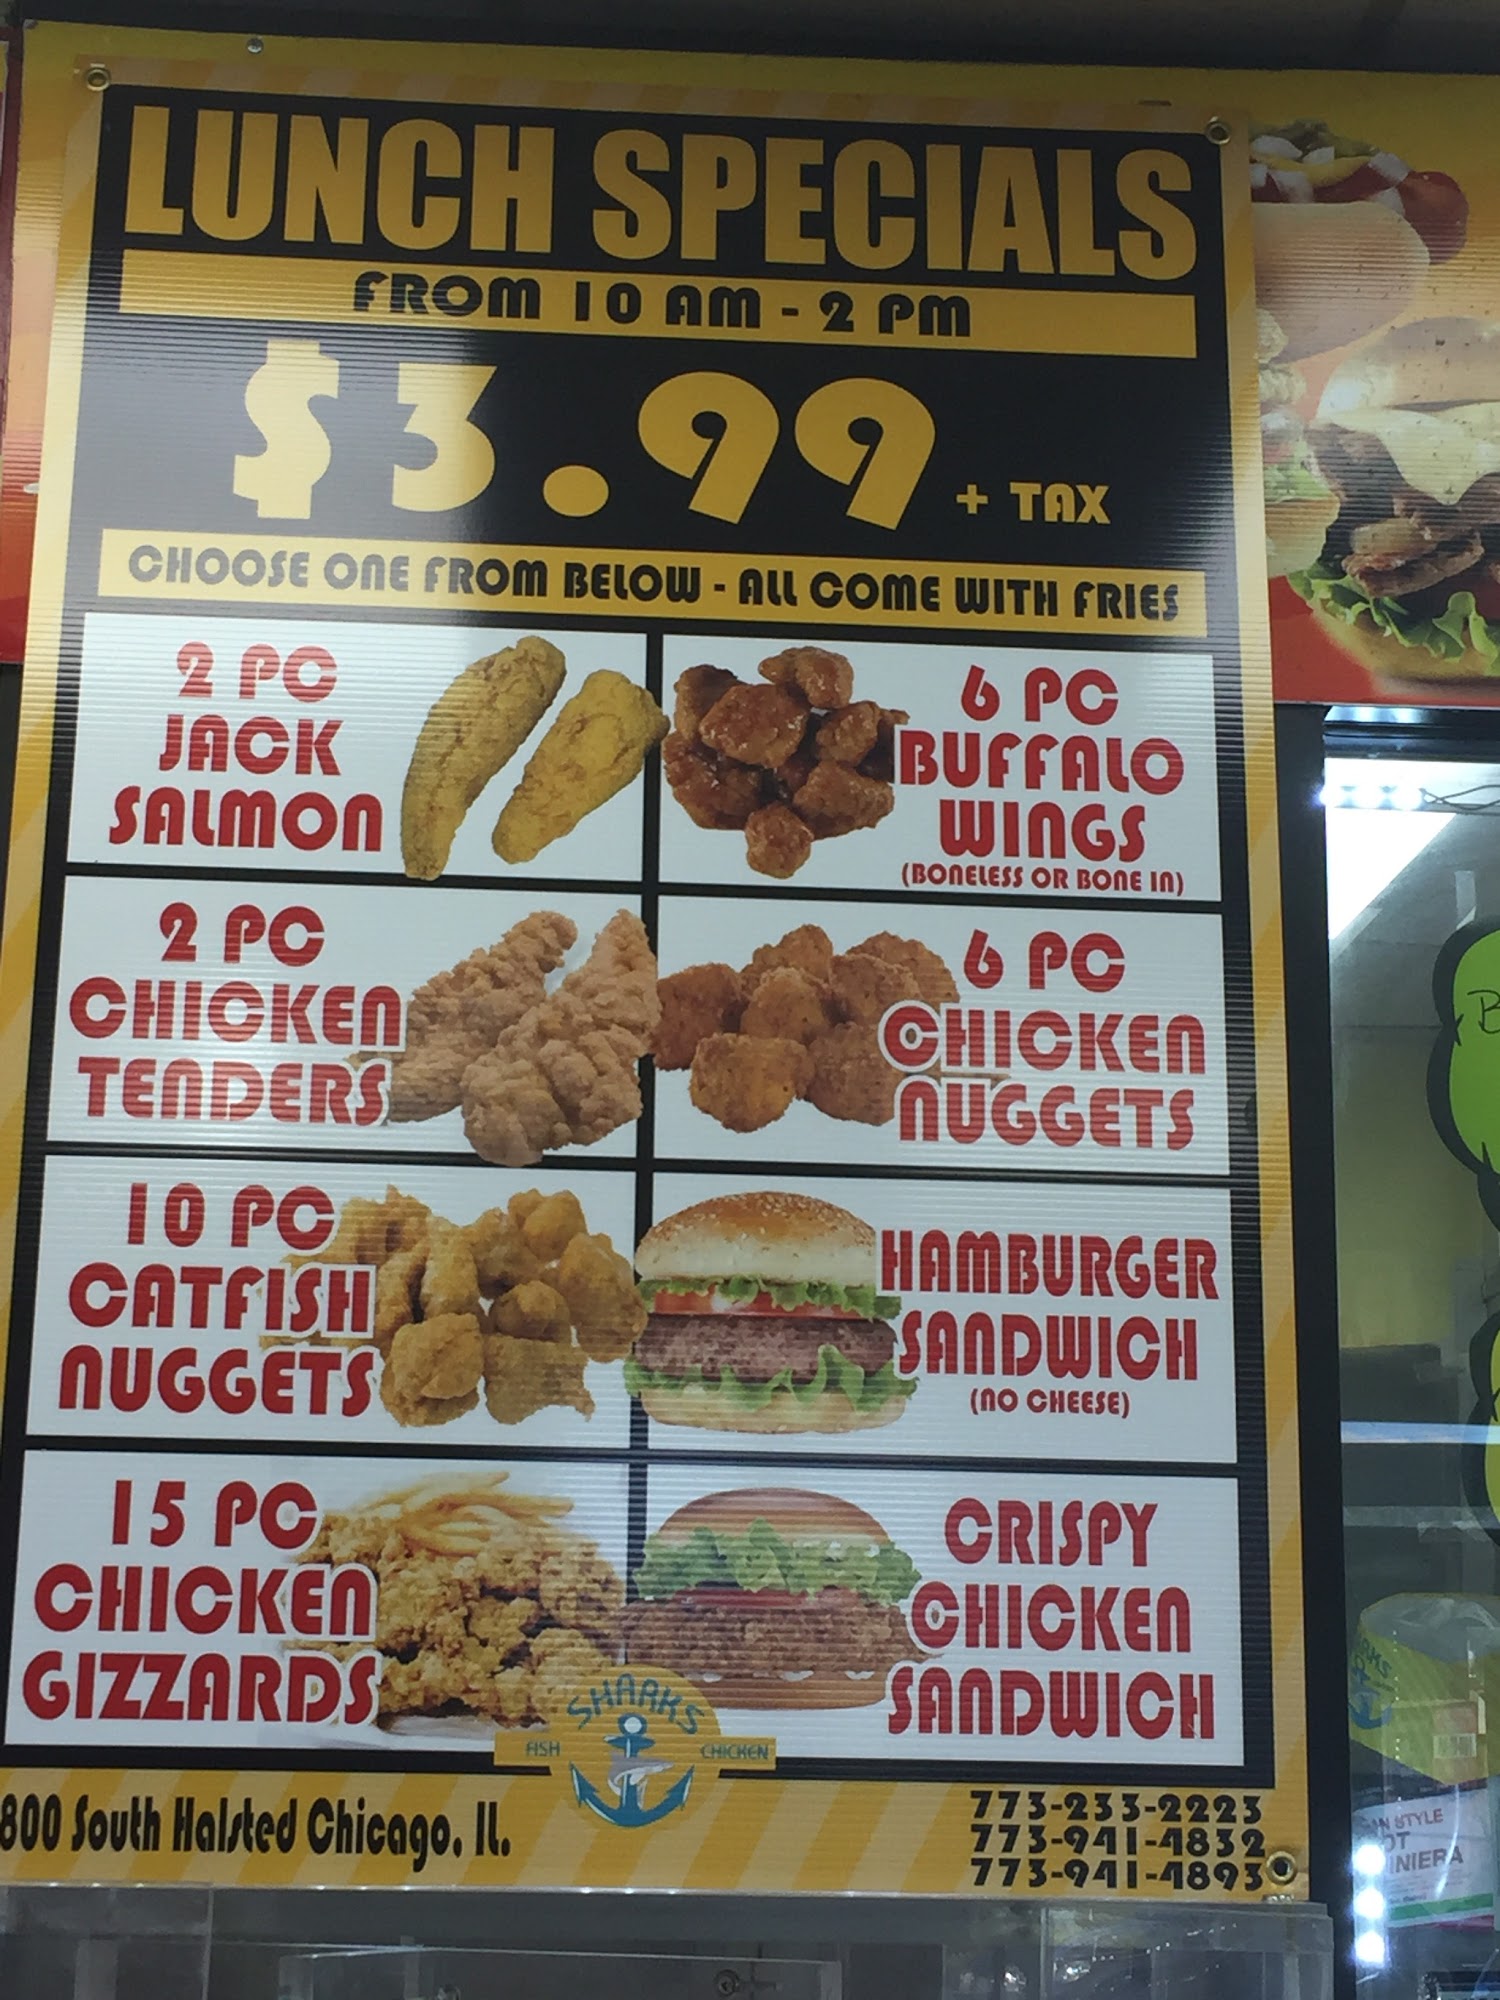 LUNCH SPECIALS
FROM 10 AM - 2 PM
$3.99 + TAX
CHOOSE ONE FROM BELOW - ALL COME WITH FRIES
2 PC
JACK
SALMON
6 PC
BUFFALO
WINGS
(BONELESS OR BONE IN)
2 PC
CHICKEN
TENDERS
6 PC
CHICKEN
NUGGETS
10 PC
CATFISH
NUGGETS
HAMBURGER
SANDWICH
(NO CHEESE)
15 PC
CHICKEN
GIZZARDS
CRISPY
CHICKEN
SANDWICH
SHARKS
FISH CHICKEN
800 South Halsted Chicago, IL.
773-233-2223
773-941-4832
773-941-4893
STYLE